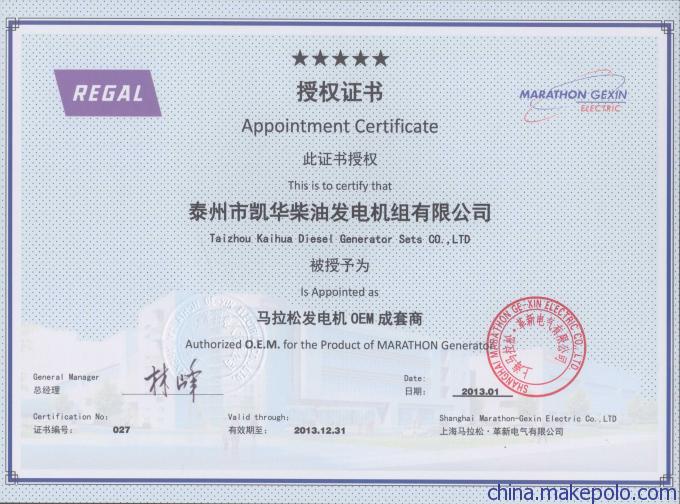 ★★★★★
REGAL
MARATHON GEXIN
ELECTRIC
授权证书
Appointment Certificate
此证书授权
This is to certify that
泰州市凯华柴油发电机组有限公司
Taizhou Kaihua Diesel Generator Sets CO.,LTD
被授予为
Is Appointed as
马拉松发电机 OEM 成套商
Authorized O.E.M. for the Product of MARATHON Generator
SHANGHAI MARATHON GE-XIN ELECTRIC CO., LTD.
上海马拉松·革新电气有限公司
General Manager
总经理
林峰
Date:
日期: 2013.01
Certification No:
证书编号: 027
Valid through:
有效期至: 2013.12.31
Shanghai Marathon-Gexin Electric Co.,LTD
上海马拉松·革新电气有限公司
china.makepolo.com